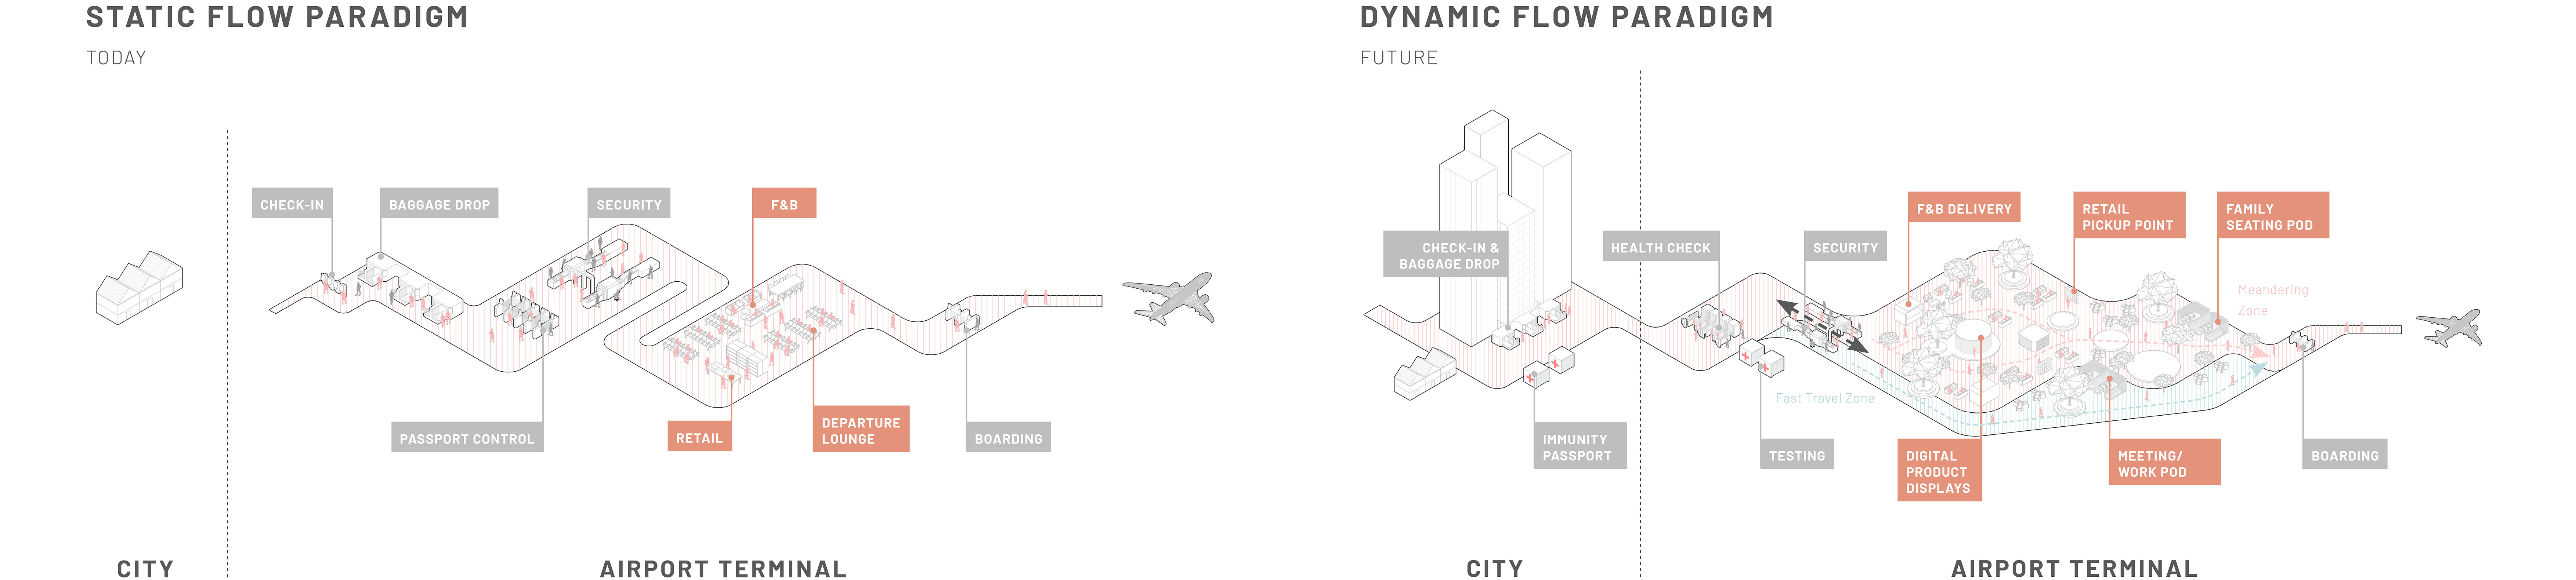 STATIC FLOW PARADIGM
TODAY
CHECK-IN
BAGGAGE DROP
SECURITY
F&B
PASSPORT CONTROL
RETAIL
DEPARTURE
LOUNGE
BOARDING
CITY
AIRPORT TERMINAL
DYNAMIC FLOW PARADIGM
FUTURE
CHECK-IN &
BAGGAGE DROP
HEALTH CHECK
SECURITY
F&B DELIVERY
RETAIL
PICKUP POINT
FAMILY
SEATING POD
Meandering
Zone
Fast Travel Zone
IMMUNITY
PASSPORT
TESTING
DIGITAL
PRODUCT
DISPLAYS
MEETING/
WORK POD
BOARDING
CITY
AIRPORT TERMINAL